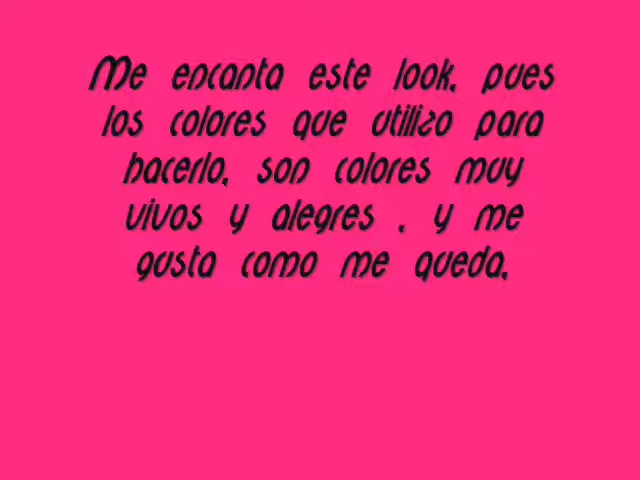 Me encanta este look, pues
los colores que utilizo para
hacerlo, son colores muy
vivos y alegres , y me
gusta como me queda.